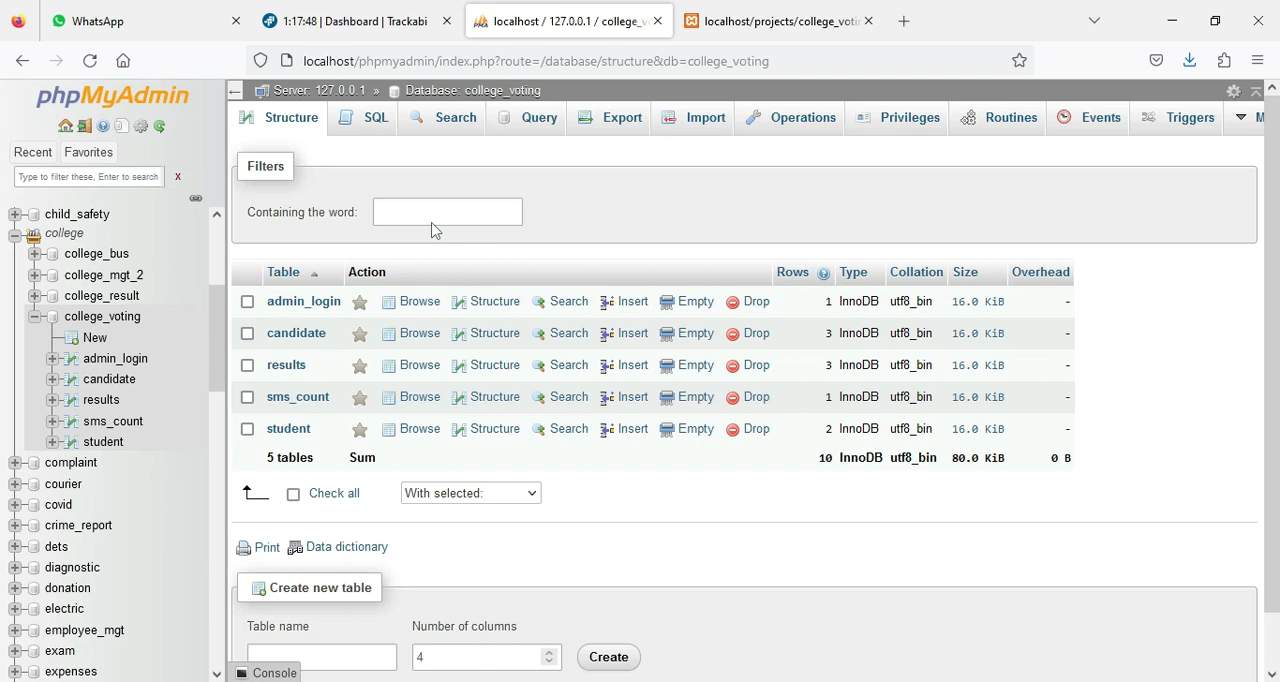 WhatsApp
1:17:48 | Dashboard | Trackabi
localhost / 127.0.0.1 / college_v
localhost/projects/college_voti
localhost/phpmyadmin/index.php?route=/database/structure&db=college_voting
phpMyAdmin
Recent Favorites
Type to filter these, Enter to search X
child_safety
college
college_bus
college_mgt_2
college_result
college_voting
New
admin_login
candidate
results
sms_count
student
complaint
courier
covid
crime_report
dets
diagnostic
donation
electric
employee_mgt
exam
expenses
Server: 127.0.0.1 » Database: college_voting
Structure SQL Search Query Export Import Operations Privileges Routines Events Triggers M
Filters
Containing the word:
Table Action Rows Type Collation Size Overhead
admin_login Browse Structure Search Insert Empty Drop 1 InnoDB utf8_bin 16.0 KiB -
candidate Browse Structure Search Insert Empty Drop 3 InnoDB utf8_bin 16.0 KiB -
results Browse Structure Search Insert Empty Drop 3 InnoDB utf8_bin 16.0 KiB -
sms_count Browse Structure Search Insert Empty Drop 1 InnoDB utf8_bin 16.0 KiB -
student Browse Structure Search Insert Empty Drop 2 InnoDB utf8_bin 16.0 KiB -
5 tables Sum 10 InnoDB utf8_bin 80.0 KiB 0 B
Check all With selected:
Print Data dictionary
Create new table
Table name Number of columns
4 Create
Console